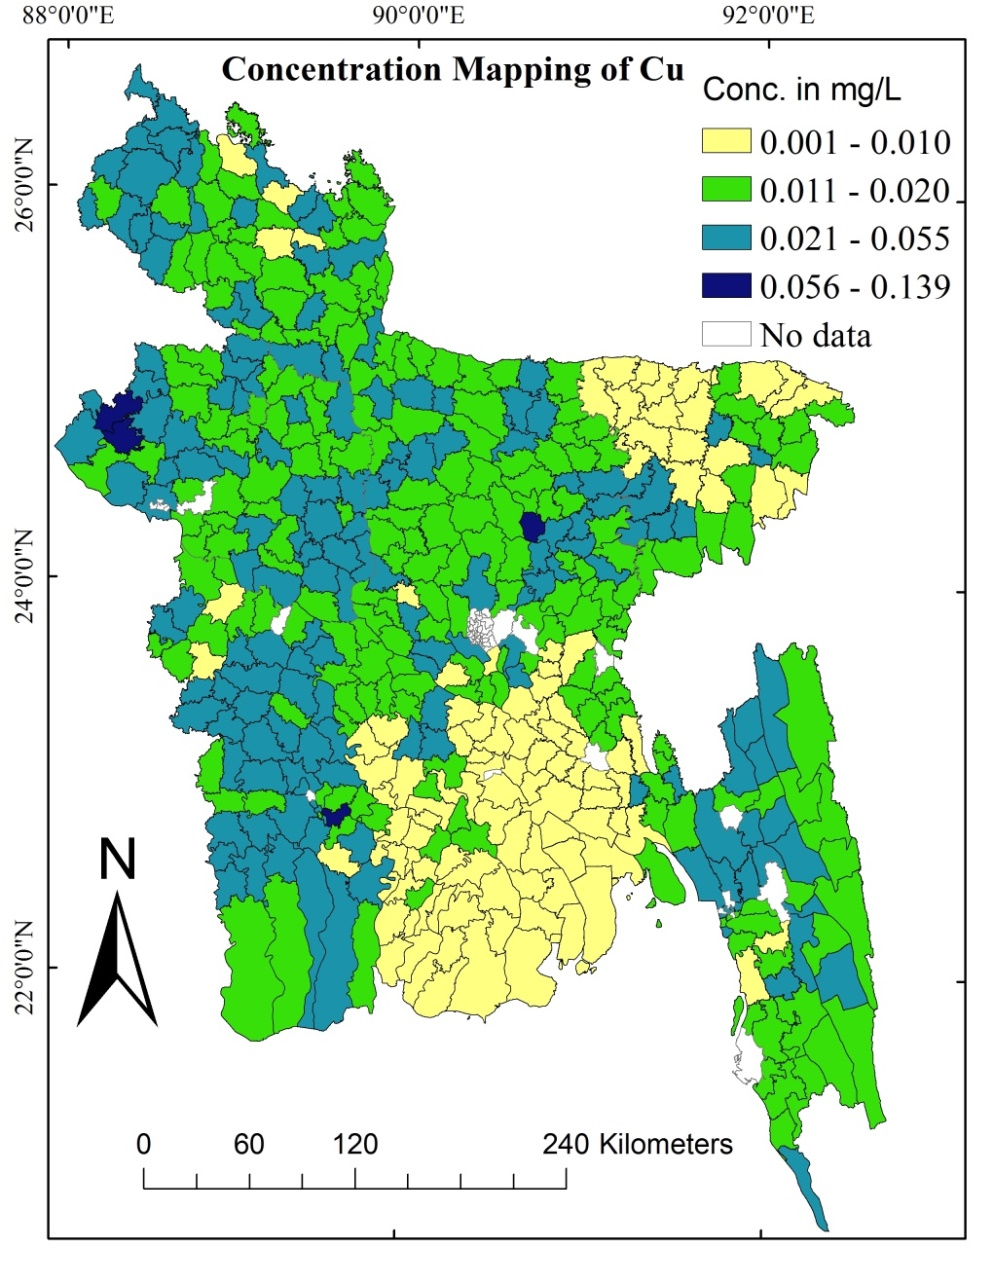 88°0'0"E 90°0'0"E 92°0'0"E
Concentration Mapping of Cu
Conc. in mg/L
0.001 - 0.010
0.011 - 0.020
0.021 - 0.055
0.056 - 0.139
No data
26°0'0"N
24°0'0"N
22°0'0"N
N
0 60 120 240 Kilometers